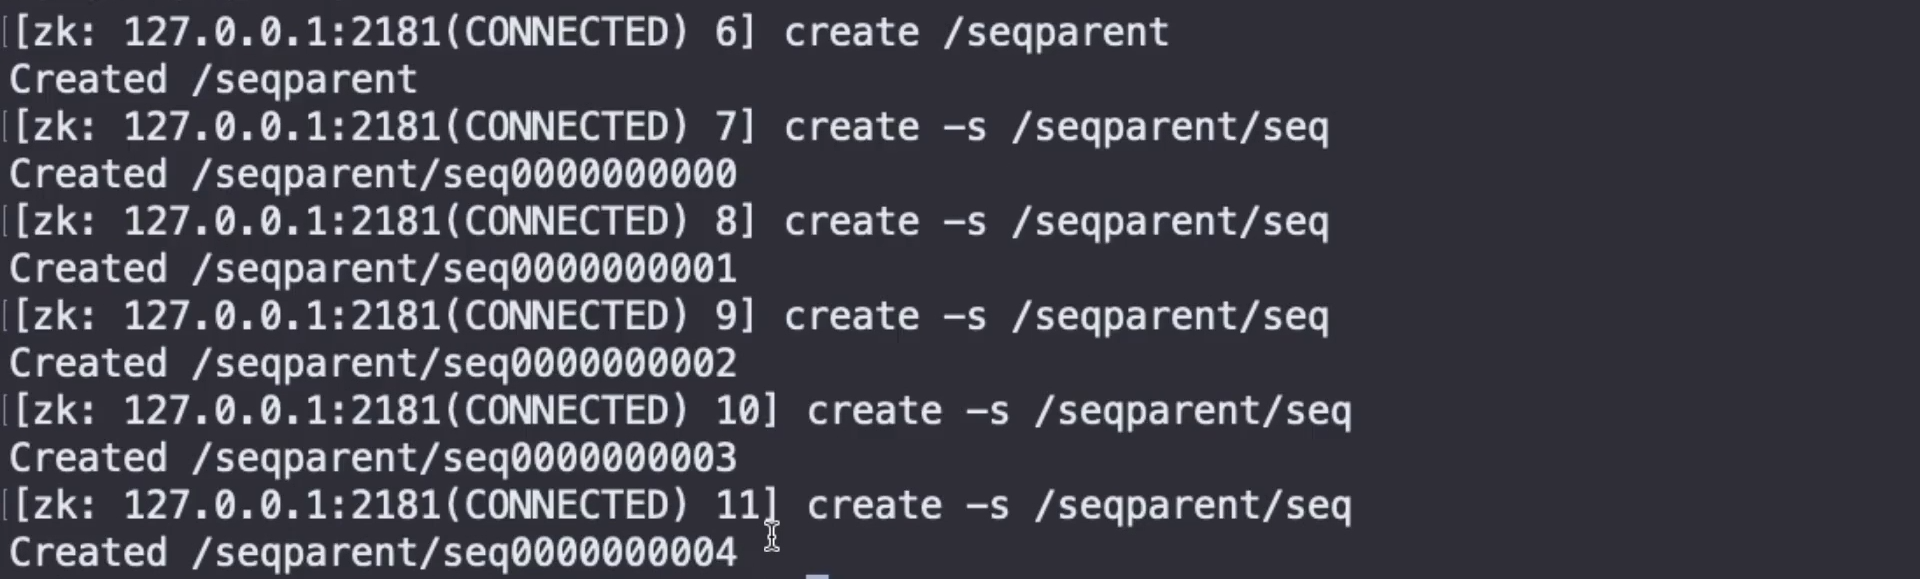 [zk: 127.0.0.1:2181(CONNECTED) 6] create /seqparent
Created /seqparent
[zk: 127.0.0.1:2181(CONNECTED) 7] create -s /seqparent/seq
Created /seqparent/seq0000000000
[zk: 127.0.0.1:2181(CONNECTED) 8] create -s /seqparent/seq
Created /seqparent/seq0000000001
[zk: 127.0.0.1:2181(CONNECTED) 9] create -s /seqparent/seq
Created /seqparent/seq0000000002
[zk: 127.0.0.1:2181(CONNECTED) 10] create -s /seqparent/seq
Created /seqparent/seq0000000003
[zk: 127.0.0.1:2181(CONNECTED) 11] create -s /seqparent/seq
Created /seqparent/seq0000000004